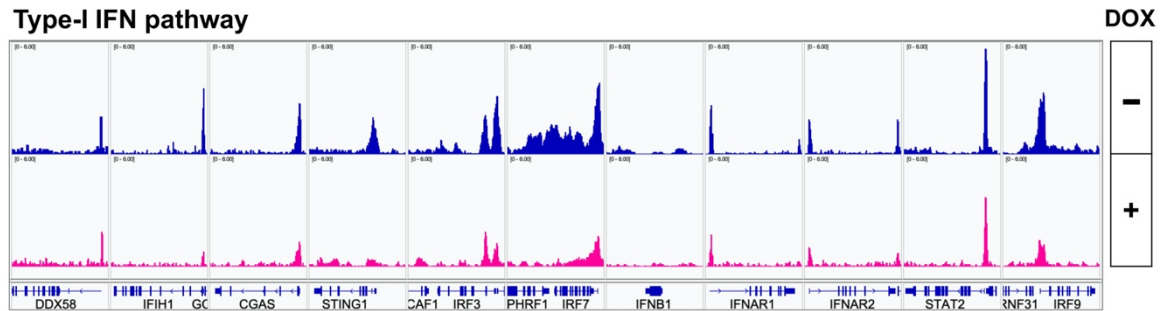 Type-I IFN pathway DOX
[0 - 6.00] [0 - 6.00] [0 - 6.00] [0 - 6.00] [0 - 6.00] [0 - 6.00] [0 - 6.00] [0 - 6.00] [0 - 6.00] [0 - 6.00] [0 - 6.00]
-
[0 - 6.00] [0 - 6.00] [0 - 6.00] [0 - 6.00] [0 - 6.00] [0 - 6.00] [0 - 6.00] [0 - 6.00] [0 - 6.00] [0 - 6.00] [0 - 6.00]
+
DDX58 IFIH1 GC CGAS STING1 CAF1 IRF3 PHRF1 IRF7 IFNB1 IFNAR1 IFNAR2 STAT2 RNF31 IRF9